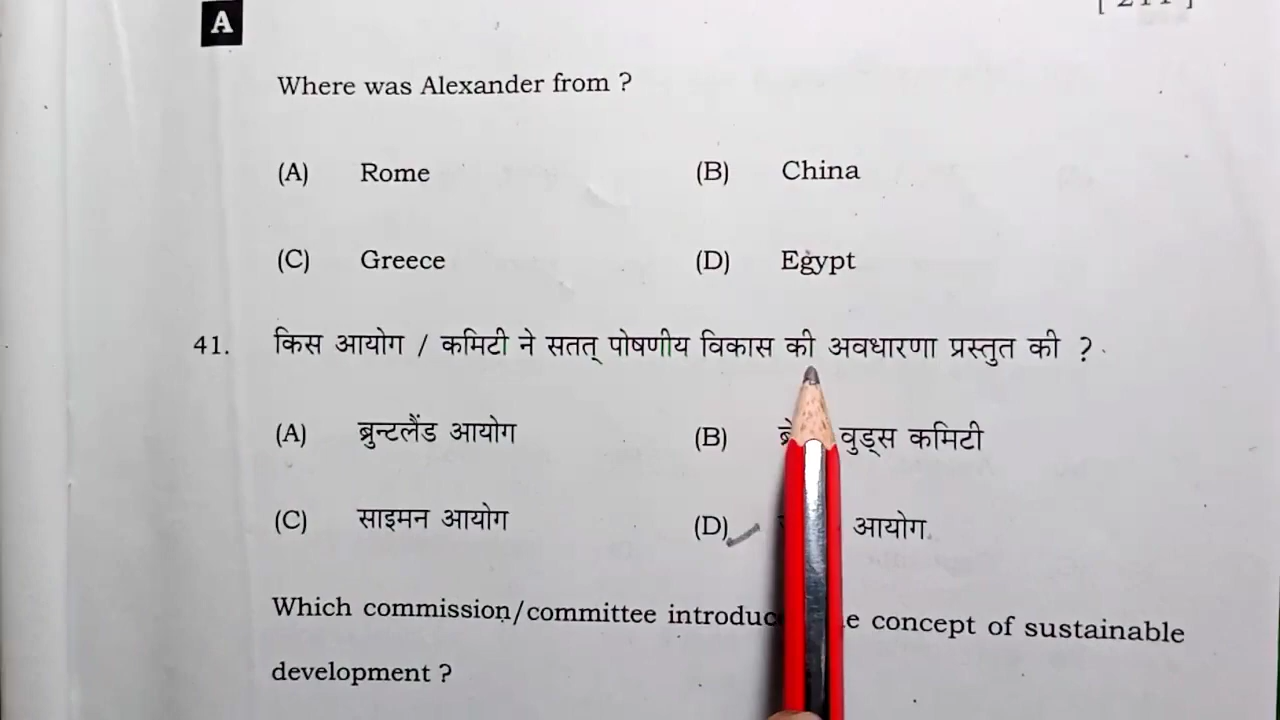 A
Where was Alexander from ?
(A) Rome (B) China
(C) Greece (D) Egypt
41. किस आयोग / कमिटी ने सतत् पोषणीय विकास की अवधारणा प्रस्तुत की ?
(A) ब्रुन्टलैंड आयोग (B) वुड्स कमिटी
(C) साइमन आयोग (D) आयोग
Which commission/committee concept of sustainable
development ?